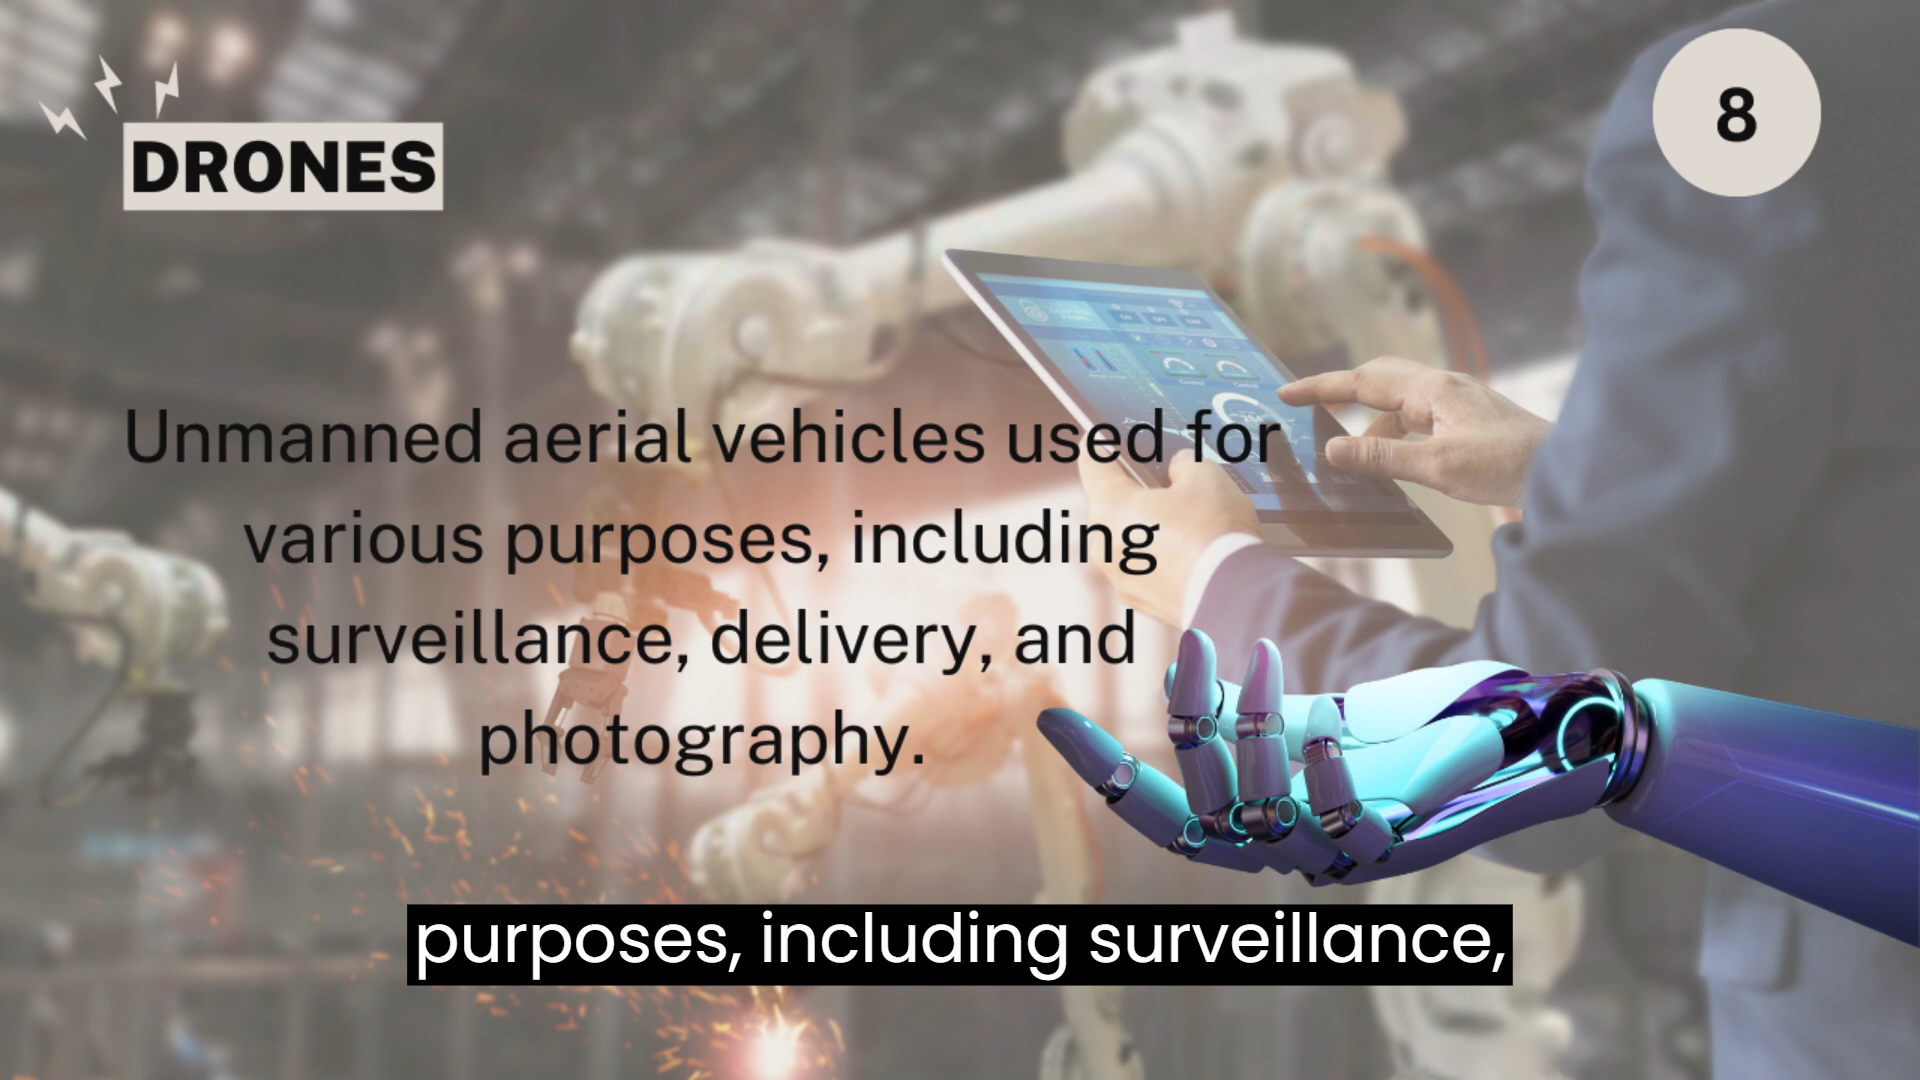 DRONES
8
Unmanned aerial vehicles used for
various purposes, including
surveillance, delivery, and
photography.
purposes, including surveillance,